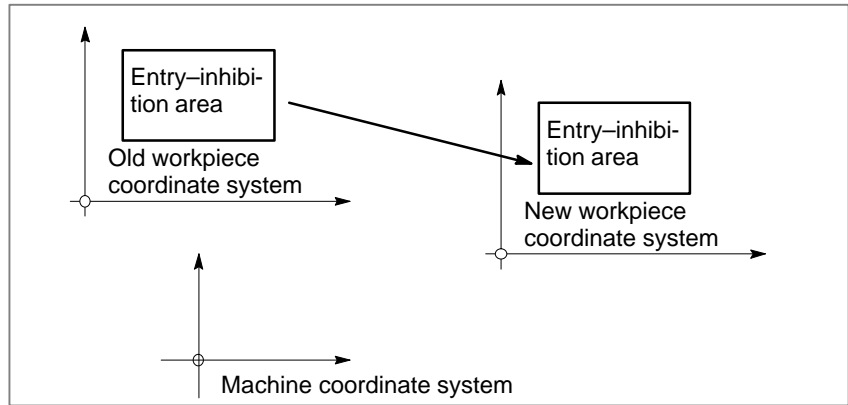 Entry–inhibi-
tion area
Old workpiece
coordinate system
Entry–inhibi-
tion area
New workpiece
coordinate system
Machine coordinate system